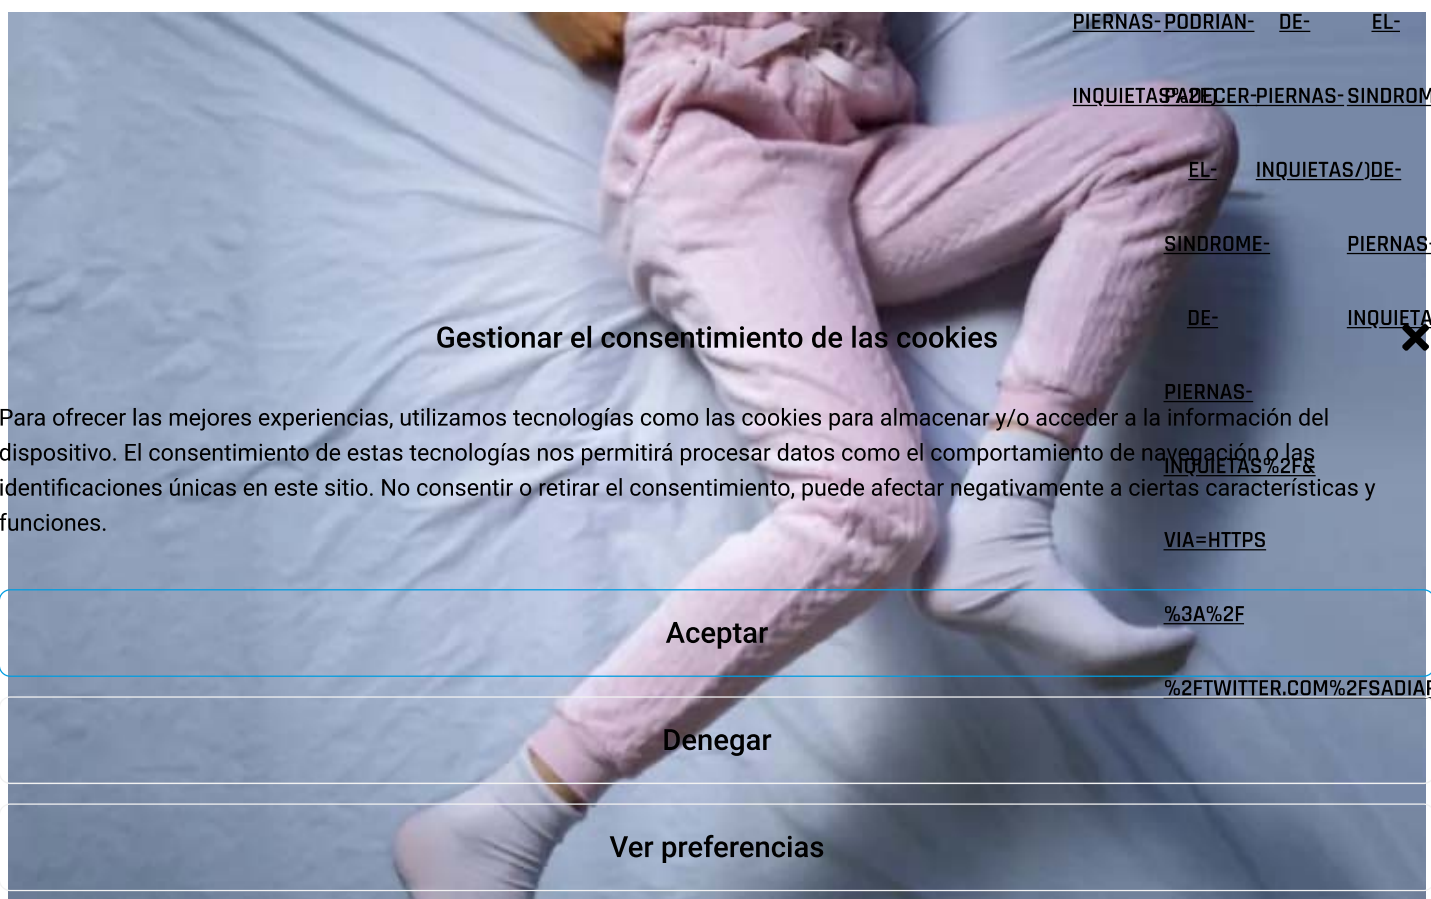 PIERNAS- PODRIAN- DE- EL-
INQUIETAS%2F) PADECER- PIERNAS- SINDROM
EL- INQUIETAS/) DE-
SINDROME- PIERNAS-
DE- INQUIETA
Gestionar el consentimiento de las cookies
PIERNAS-
Para ofrecer las mejores experiencias, utilizamos tecnologías como las cookies para almacenar y/o acceder a la información del
dispositivo. El consentimiento de estas tecnologías nos permitirá procesar datos como el comportamiento de navegación o las
INQUIETAS%2F&
identificaciones únicas en este sitio. No consentir o retirar el consentimiento, puede afectar negativamente a ciertas características y
funciones.
VIA=HTTPS
%3A%2F
Aceptar
%2FTWITTER.COM%2FSADIAR
Denegar
Ver preferencias